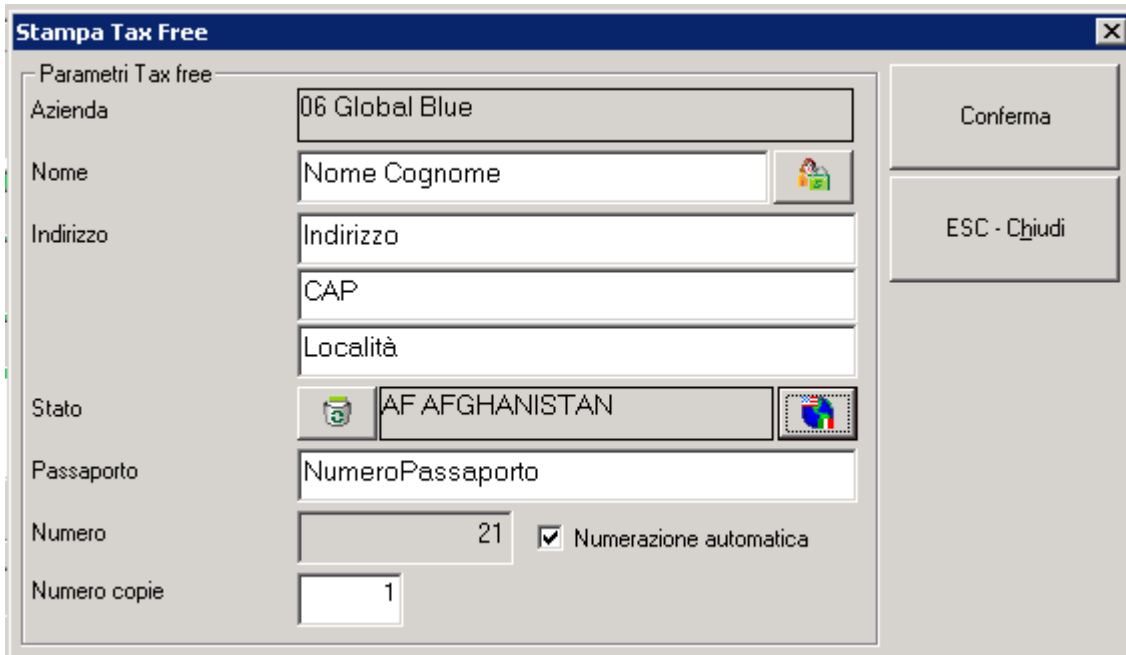 Stampa Tax Free
Parametri Tax free
Azienda 06 Global Blue
Conferma
Nome Nome Cognome
Indirizzo Indirizzo
ESC - Chiudi
CAP
Località
Stato AF AFGHANISTAN
Passaporto NumeroPassaporto
Numero 21 Numerazione automatica
Numero copie 1